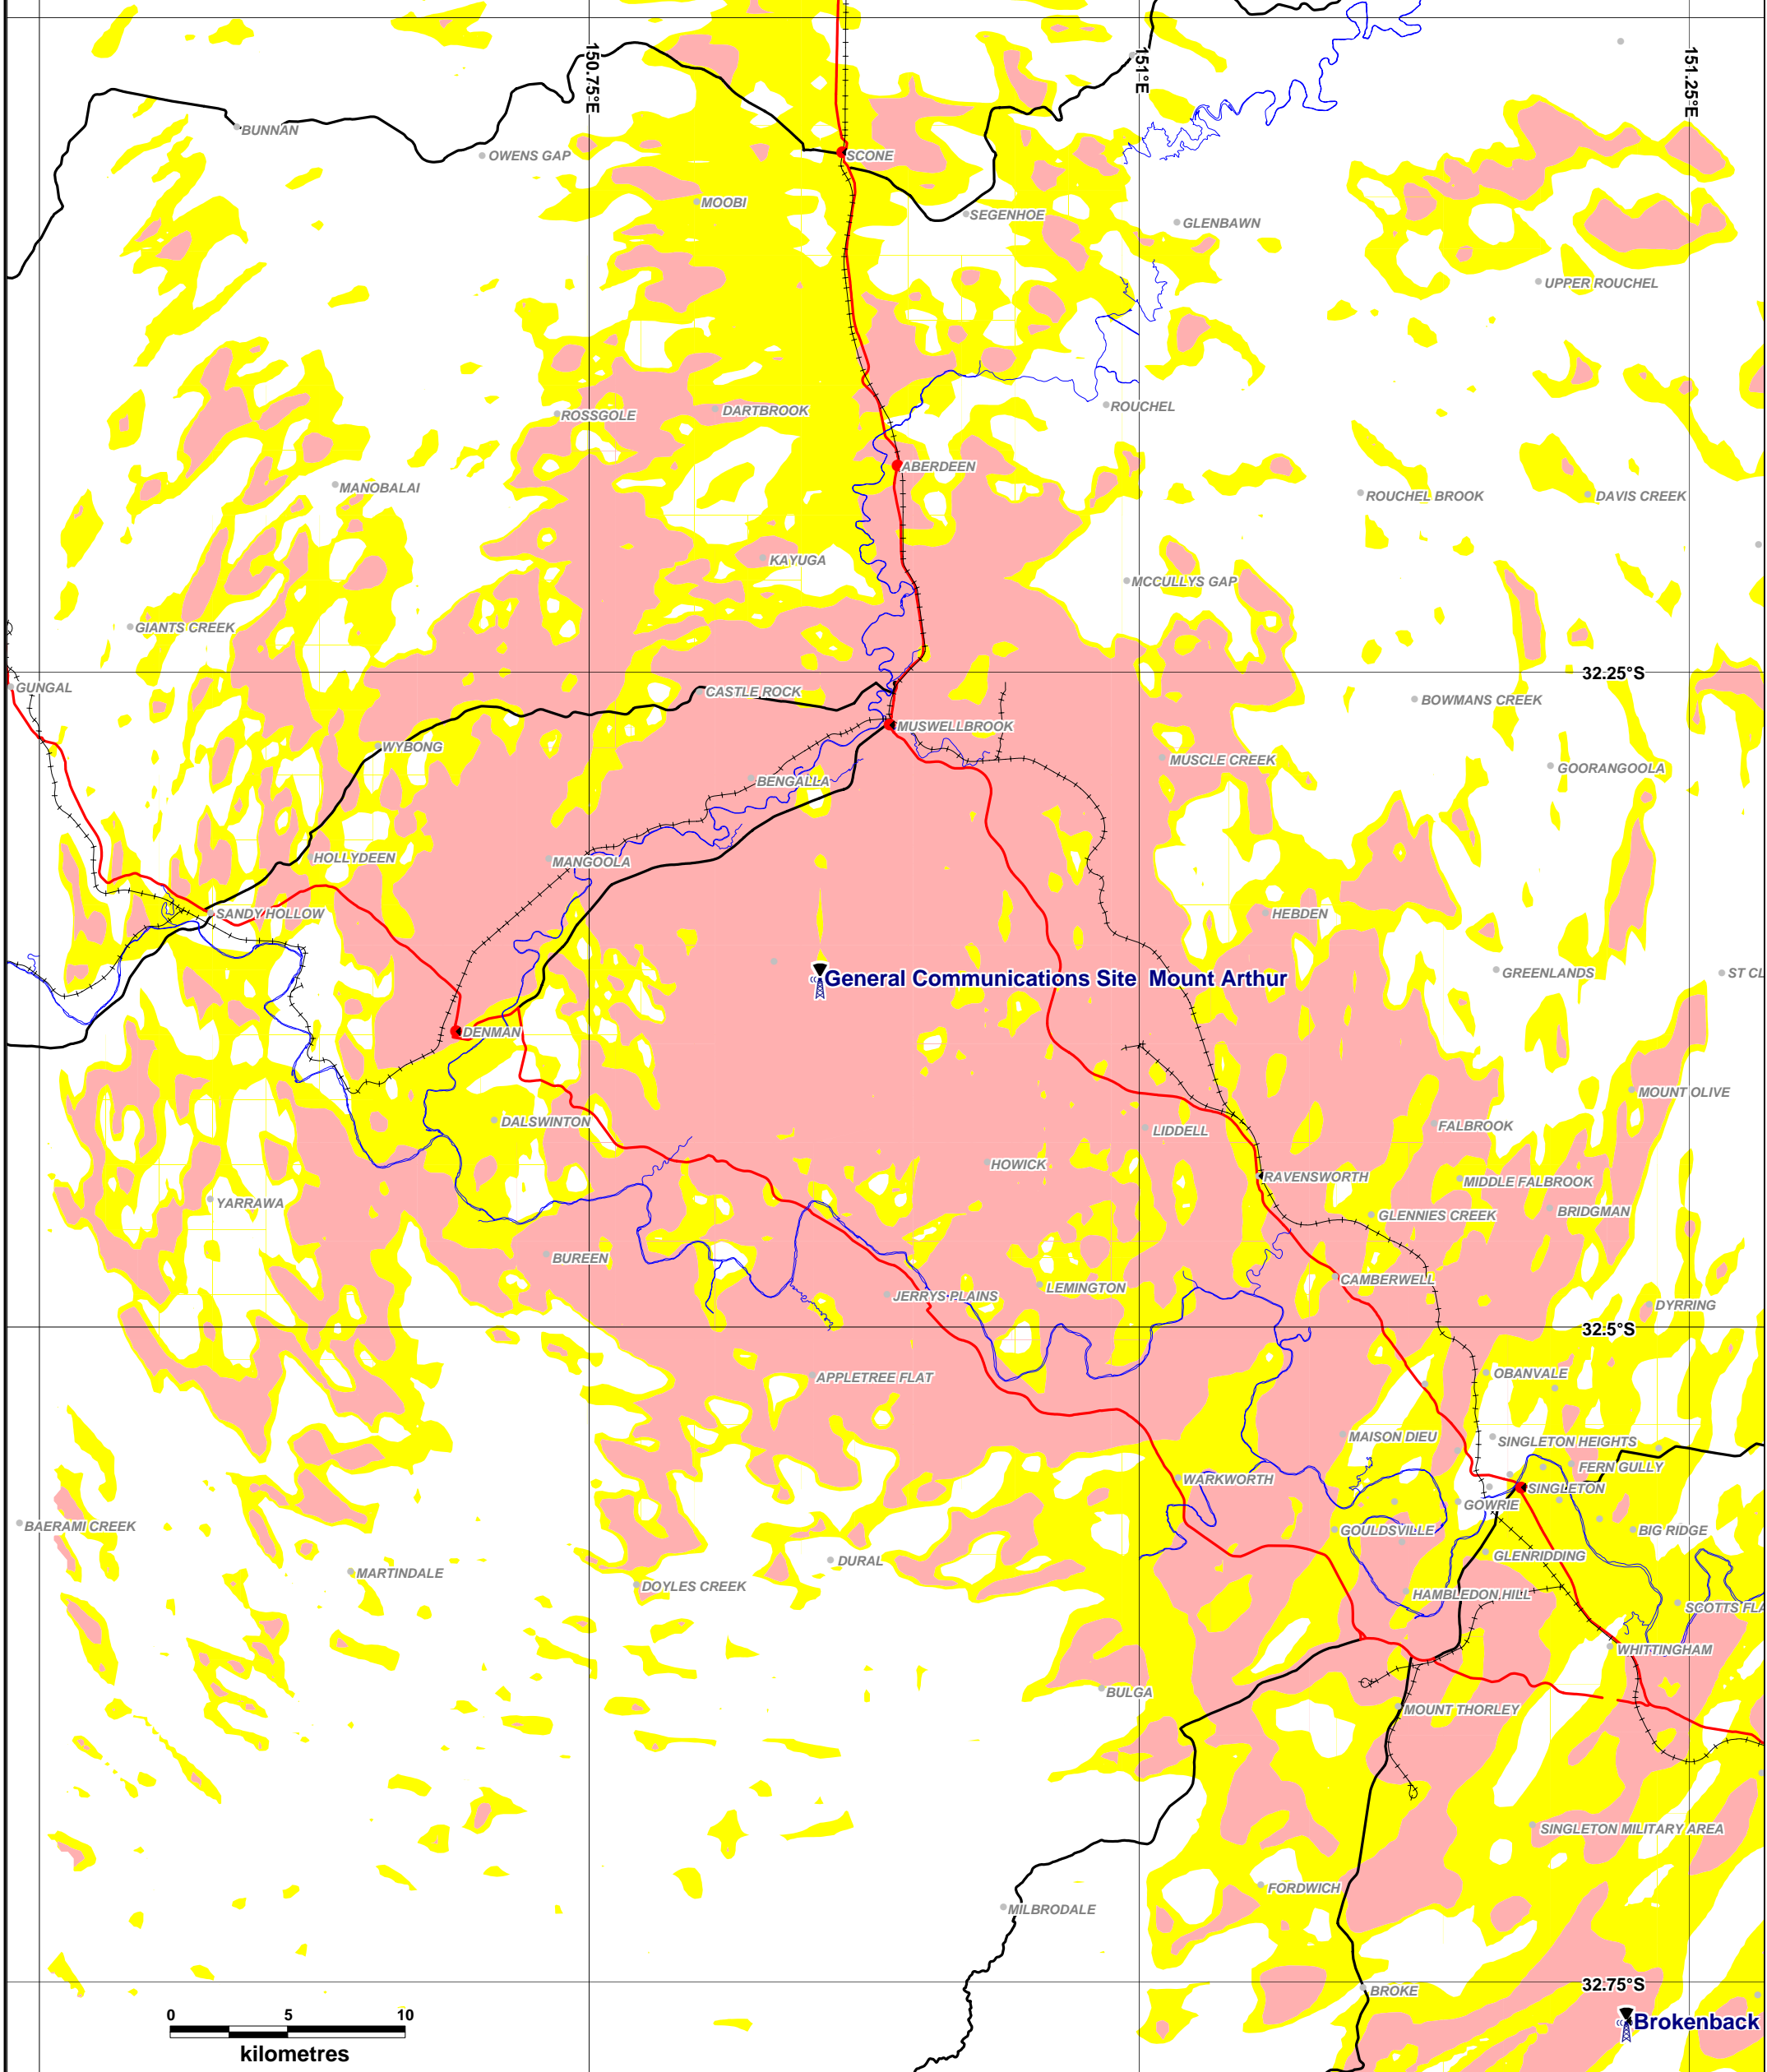 150.75°E
151°E
151.25°E
BUNNAN
OWENS GAP
SCONE
MOOBI
SEGENHOE
GLENBAWN
UPPER ROUCHEL
ROSSGOLE
DARTBROOK
ROUCHEL
ABERDEEN
MANOBALAI
ROUCHEL BROOK
DAVIS CREEK
KAYUGA
MCCULLYS GAP
GIANTS CREEK
32.25°S
GUNGAL
CASTLE ROCK
BOWMANS CREEK
MUSWELLBROOK
WYBONG
MUSCLE CREEK
GOORANGOOLA
BENGALLA
HOLLYDEEN
MANGOOLA
SANDY HOLLOW
HEBDEN
General Communications Site Mount Arthur
GREENLANDS
ST CL
DENMAN
MOUNT OLIVE
DALSWINTON
LIDDELL
FALBROOK
HOWICK
RAVENSWORTH
MIDDLE FALBROOK
YARRAWA
GLENNIES CREEK
BRIDGMAN
BUREEN
LEMINGTON
CAMBERWELL
JERRYS PLAINS
DYRRING
32.5°S
APPLETREE FLAT
OBANVALE
MAISON DIEU
SINGLETON HEIGHTS
WARKWORTH
FERN GULLY
SINGLETON
GOWRIE
BAERAMI CREEK
GOULDSVILLE
BIG RIDGE
DURAL
GLENRIDDING
MARTINDALE
DOYLES CREEK
HAMBLEDON HILL
SCOTTS FLA
WHITTINGHAM
BULGA
MOUNT THORLEY
SINGLETON MILITARY AREA
FORDWICH
MILBRODALE
32.75°S
BROKE
0 5 10
kilometres
Brokenback